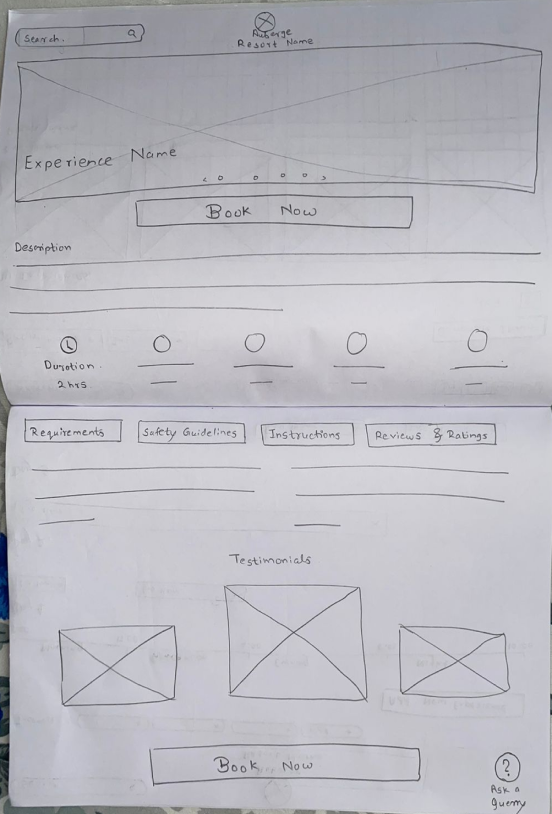 Search.
Auberge
Resort Name
Experience Name
Book Now
Description
Duration.
2 hrs
Requirements
Safety Guidelines
Instructions
Reviews & Ratings
Testimonials
Book Now
?
Ask a
query